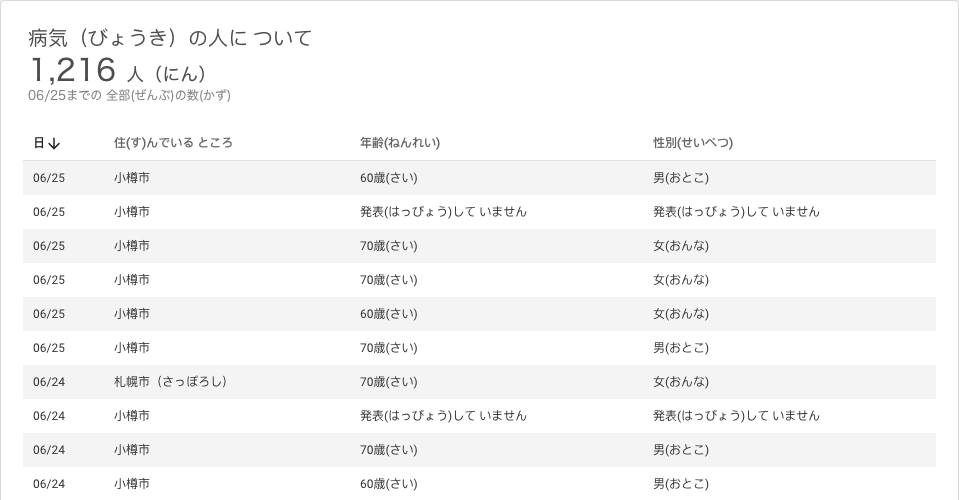 病気（びょうき）の人に ついて
1,216 人（にん）
06/25までの 全部(ぜんぶ)の数(かず)
日↓ 住(す)んでいる ところ 年齢(ねんれい) 性別(せいべつ)
06/25 小樽市 60歳(さい) 男(おとこ)
06/25 小樽市 発表(はっぴょう)して いません 発表(はっぴょう)して いません
06/25 小樽市 70歳(さい) 女(おんな)
06/25 小樽市 70歳(さい) 女(おんな)
06/25 小樽市 60歳(さい) 女(おんな)
06/25 小樽市 70歳(さい) 男(おとこ)
06/24 札幌市（さっぽろし） 70歳(さい) 女(おんな)
06/24 小樽市 発表(はっぴょう)して いません 発表(はっぴょう)して いません
06/24 小樽市 70歳(さい) 男(おとこ)
06/24 小樽市 60歳(さい) 男(おとこ)